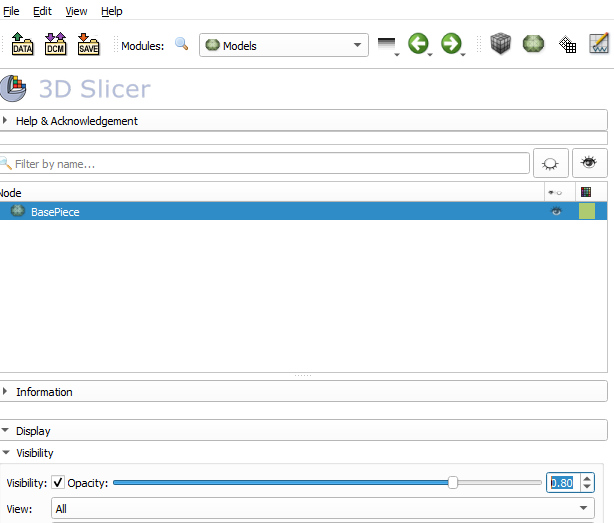 File Edit View Help
DATA DCM SAVE Modules: Models
3D Slicer
Help & Acknowledgement
Filter by name...
Node
BasePiece
Information
Display
Visibility
Visibility: Opacity: 0.80
View: All